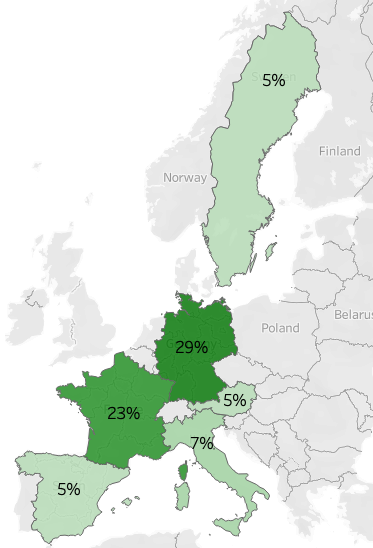 5%
Finland
Norway
Poland
Belarus
29%
5%
23%
7%
5%